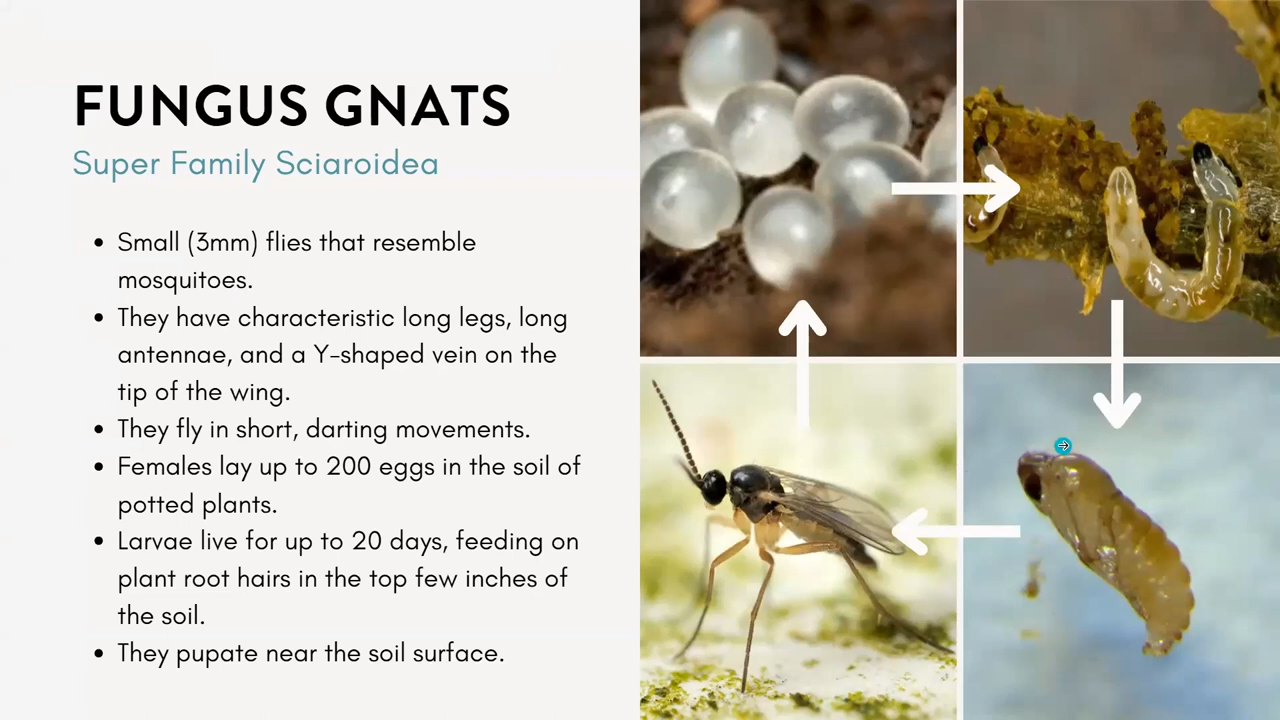 FUNGUS GNATS
Super Family Sciaroidea
• Small (3mm) flies that resemble
mosquitoes.
• They have characteristic long legs, long
antennae, and a Y-shaped vein on the
tip of the wing.
• They fly in short, darting movements.
• Females lay up to 200 eggs in the soil of
potted plants.
• Larvae live for up to 20 days, feeding on
plant root hairs in the top few inches of
the soil.
• They pupate near the soil surface.